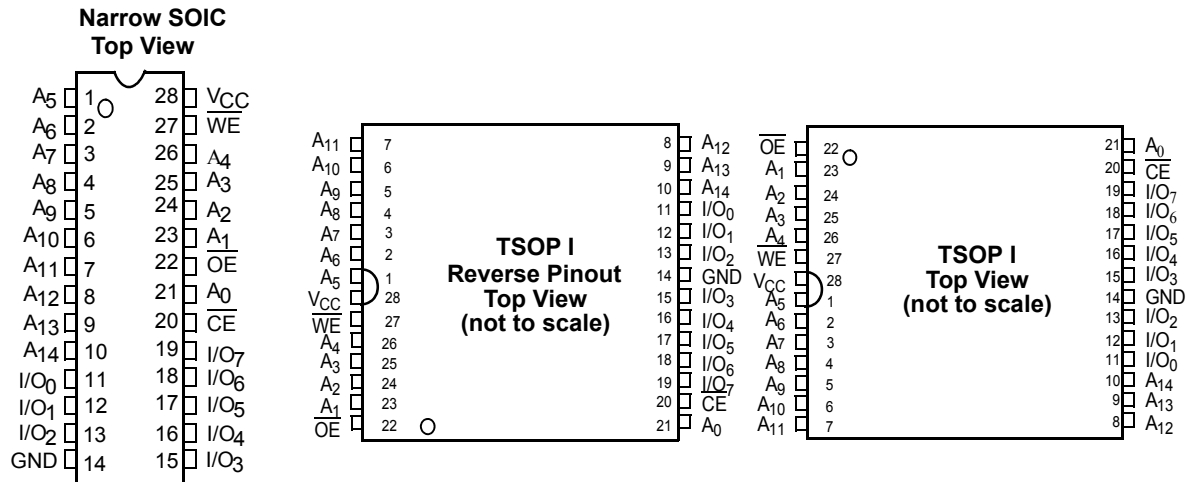 Narrow SOIC
Top View
A5 1 28 VCC
A6 2 27 WE
A7 3 26 A4
A8 4 25 A3
A9 5 24 A2
A10 6 23 A1
A11 7 22 OE
A12 8 21 A0
A13 9 20 CE
A14 10 19 I/O7
I/O0 11 18 I/O6
I/O1 12 17 I/O5
I/O2 13 16 I/O4
GND 14 15 I/O3
A11 7 8 A12
A10 6 9 A13
A9 5 10 A14
A8 4 11 I/O0
A7 3 12 I/O1
A6 2 13 I/O2
A5 1 14 GND
VCC 28 15 I/O3
WE 27 16 I/O4
A4 26 17 I/O5
A3 25 18 I/O6
A2 24 19 I/O7
A1 23 20 CE
OE 22 21 A0
TSOP I
Reverse Pinout
Top View
(not to scale)
OE 22 21 A0
A1 23 20 CE
A2 24 19 I/O7
A3 25 18 I/O6
A4 26 17 I/O5
WE 27 16 I/O4
VCC 28 15 I/O3
A5 1 14 GND
A6 2 13 I/O2
A7 3 12 I/O1
A8 4 11 I/O0
A9 5 10 A14
A10 6 9 A13
A11 7 8 A12
TSOP I
Top View
(not to scale)